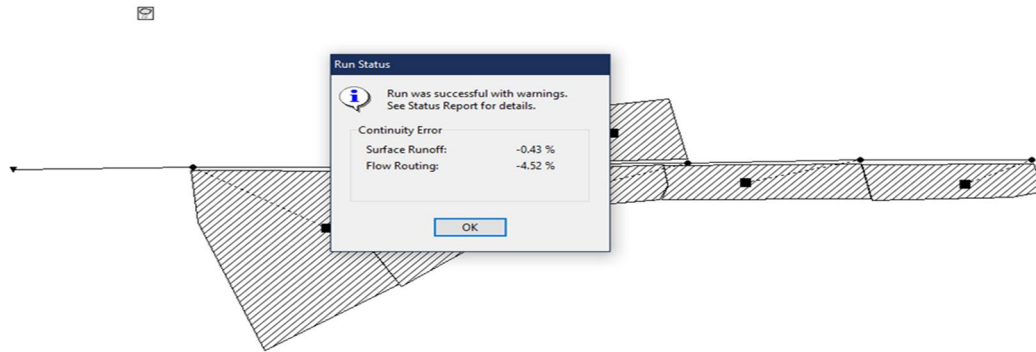 Run Status
Run was successful with warnings.
See Status Report for details.
Continuity Error
Surface Runoff: -0.43 %
Flow Routing: -4.52 %
OK